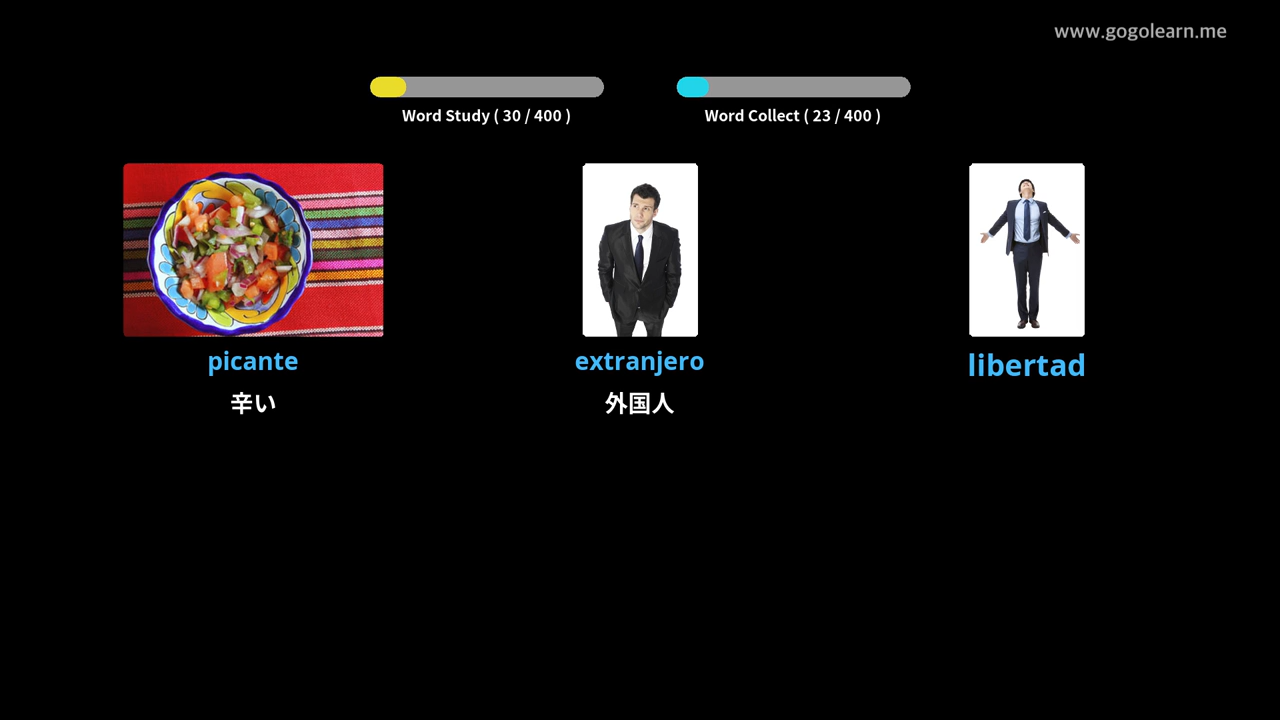 www.gogolearn.me
Word Study ( 30 / 400 )
Word Collect ( 23 / 400 )
picante
extranjero
libertad
辛い
外国人